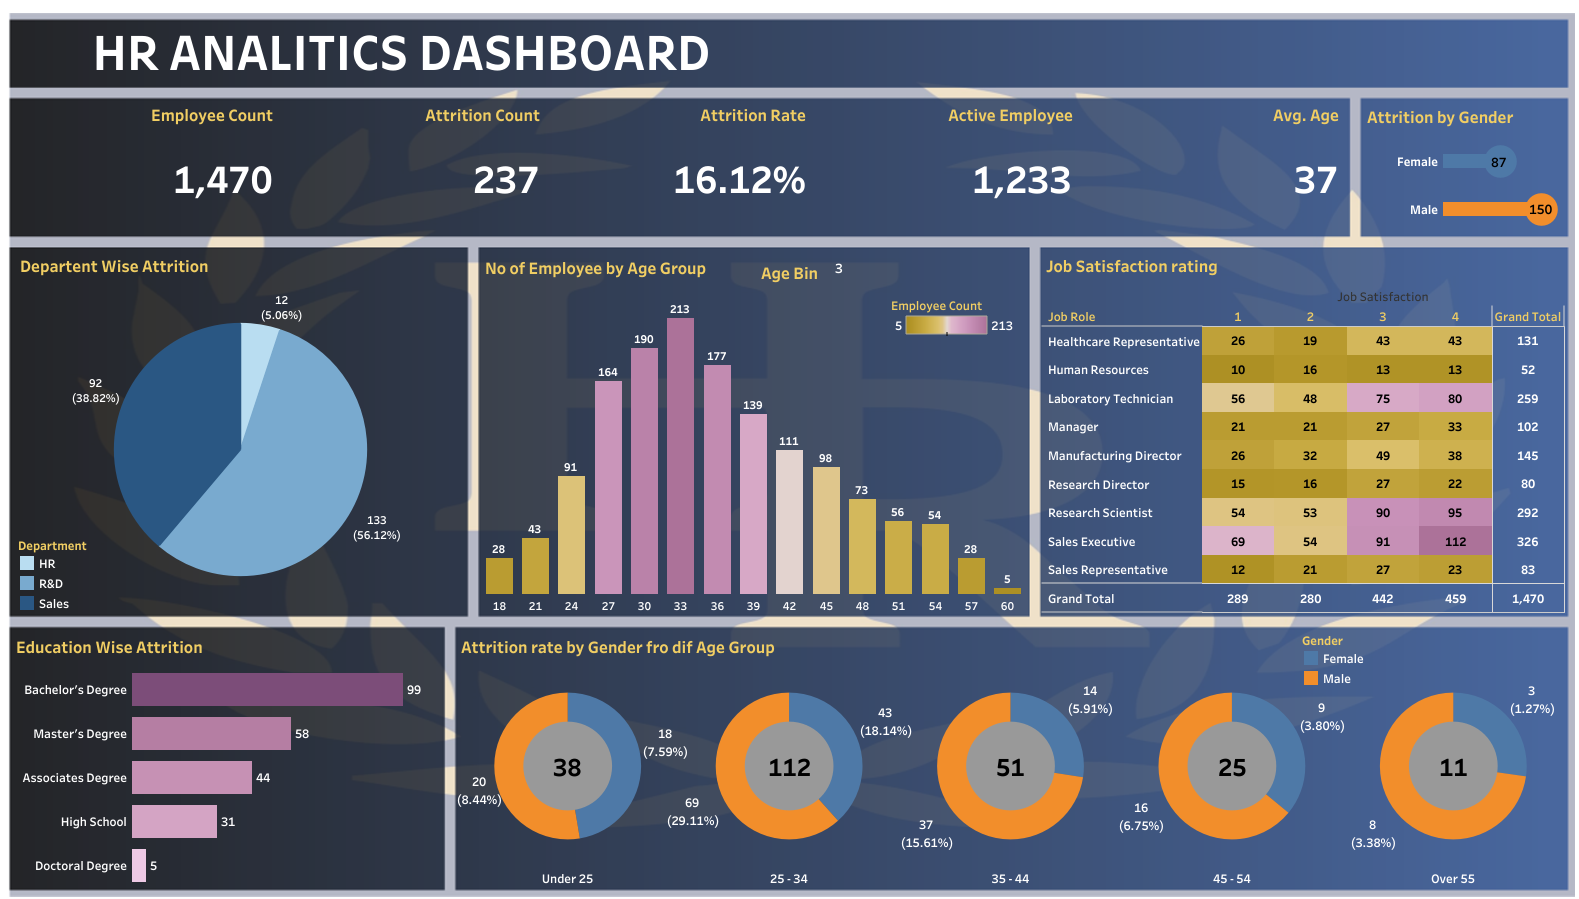 HR ANALITICS DASHBOARD
Employee Count
Attrition Count
Attrition Rate
Active Employee
Avg. Age
1,470
237
16.12%
1,233
37
Attrition by Gender
Female
87
Male
150
Departent Wise Attrition
12
(5.06%)
92
(38.82%)
133
(56.12%)
Department
HR
R&D
Sales
No of Employee by Age Group
Age Bin
3
Employee Count
5
213
28
43
91
164
190
213
177
139
111
98
73
56
54
28
5
18 21 24 27 30 33 36 39 42 45 48 51 54 57 60
Job Satisfaction rating
Job Satisfaction
Job Role 1 2 3 4 Grand Total
Healthcare Representative 26 19 43 43 131
Human Resources 10 16 13 13 52
Laboratory Technician 56 48 75 80 259
Manager 21 21 27 33 102
Manufacturing Director 26 32 49 38 145
Research Director 15 16 27 22 80
Research Scientist 54 53 90 95 292
Sales Executive 69 54 91 112 326
Sales Representative 12 21 27 23 83
Grand Total 289 280 442 459 1,470
Education Wise Attrition
Bachelor's Degree 99
Master's Degree 58
Associates Degree 44
High School 31
Doctoral Degree 5
Attrition rate by Gender fro dif Age Group
Gender
Female
Male
38
18
(7.59%)
20
(8.44%)
Under 25
112
43
(18.14%)
69
(29.11%)
25 - 34
51
14
(5.91%)
37
(15.61%)
35 - 44
25
9
(3.80%)
16
(6.75%)
45 - 54
11
3
(1.27%)
8
(3.38%)
Over 55
HR